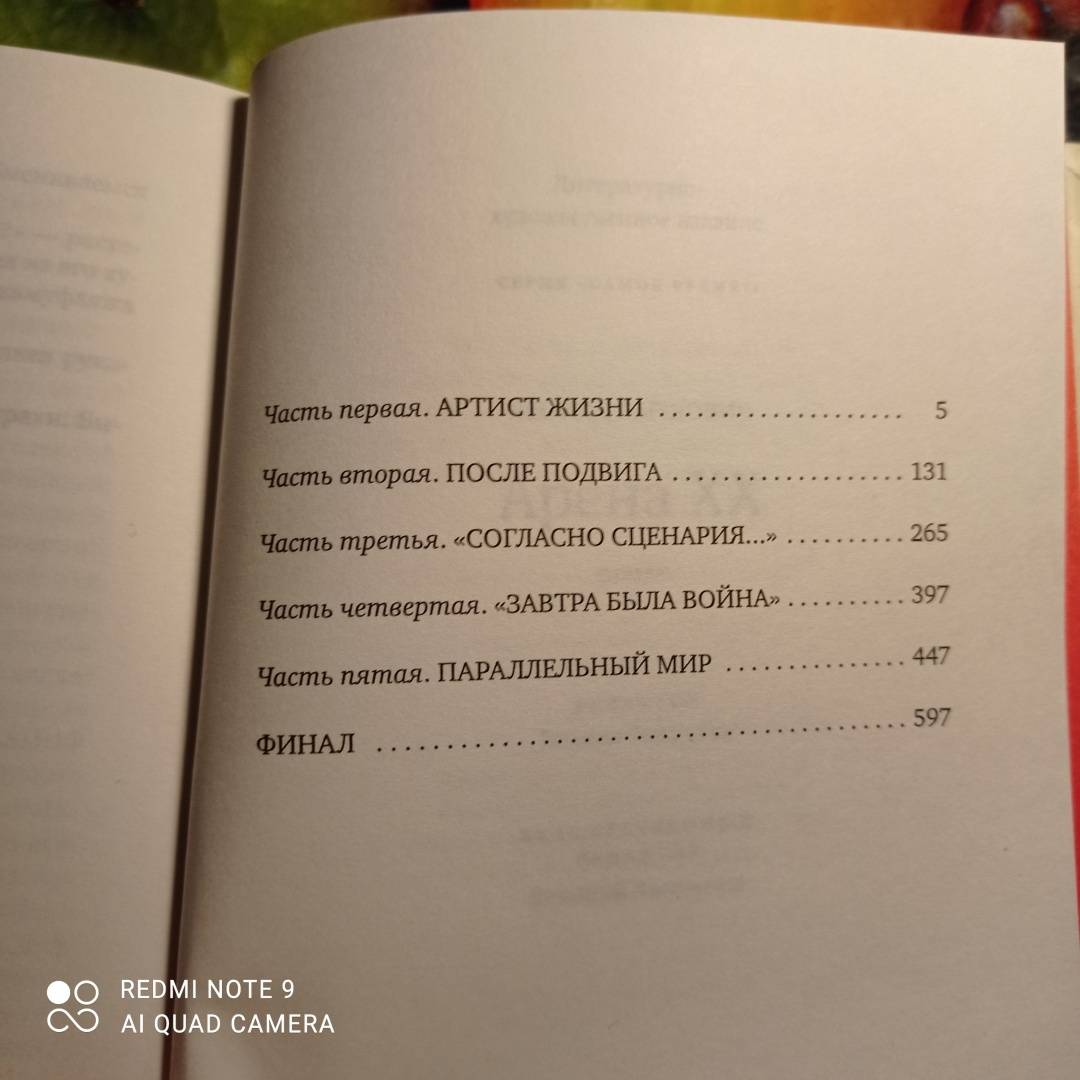 Часть первая. АРТИСТ ЖИЗНИ .................... 5
Часть вторая. ПОСЛЕ ПОДВИГА .................... 131
Часть третья. «СОГЛАСНО СЦЕНАРИЯ...» .......... 265
Часть четвертая. «ЗАВТРА БЫЛА ВОЙНА» .......... 397
Часть пятая. ПАРАЛЛЕЛЬНЫЙ МИР ............... 447
ФИНАЛ ...................................... 597
REDMI NOTE 9
AI QUAD CAMERA